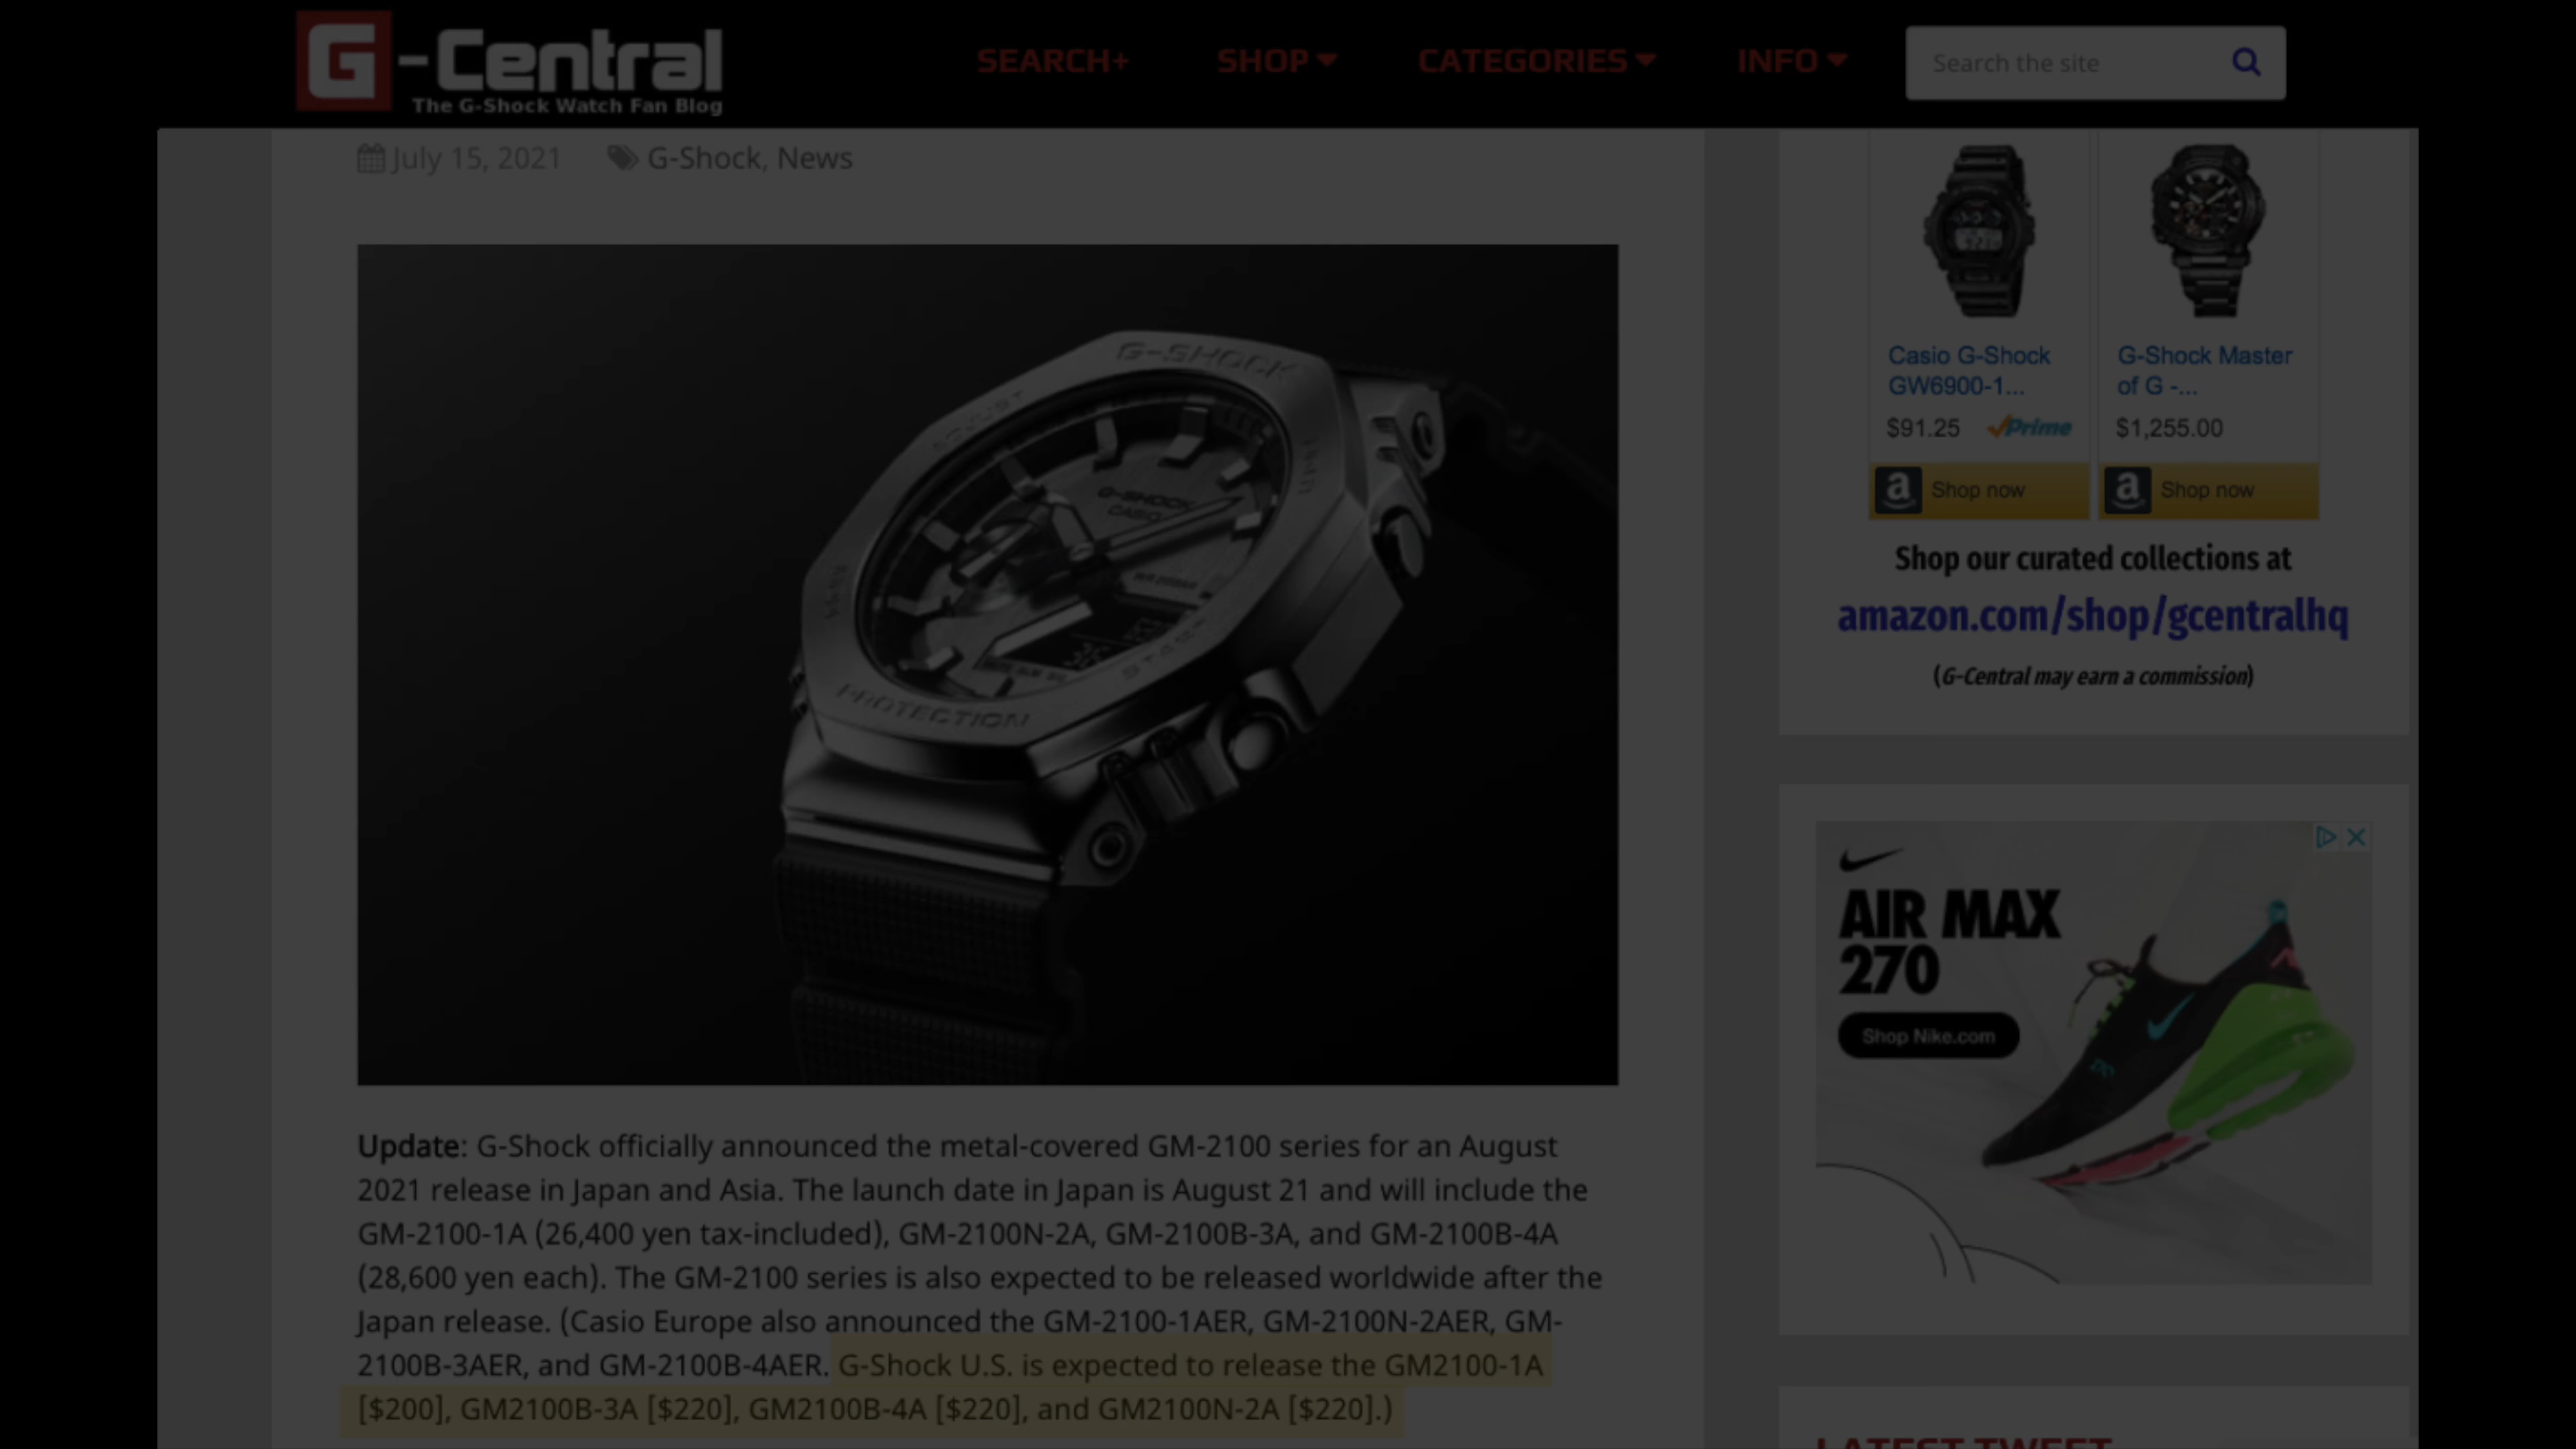 G-Central
The G-Shock Watch Fan Blog
SEARCH+
SHOP
CATEGORIES
INFO
Search the site
July 15, 2021
G-Shock, News
G-SHOCK
ADJUST
G-SHOCK
CASIO
START
PROTECTION
Update: G-Shock officially announced the metal-covered GM-2100 series for an August
2021 release in Japan and Asia. The launch date in Japan is August 21 and will include the
GM-2100-1A (26,400 yen tax-included), GM-2100N-2A, GM-2100B-3A, and GM-2100B-4A
(28,600 yen each). The GM-2100 series is also expected to be released worldwide after the
Japan release. (Casio Europe also announced the GM-2100-1AER, GM-2100N-2AER, GM-
2100B-3AER, and GM-2100B-4AER. G-Shock U.S. is expected to release the GM2100-1A
[$200], GM2100B-3A [$220], GM2100B-4A [$220], and GM2100N-2A [$220].)
Casio G-Shock
GW6900-1...
$91.25
Prime
a Shop now
G-Shock Master
of G -...
$1,255.00
a Shop now
Shop our curated collections at
amazon.com/shop/gcentralhq
(G-Central may earn a commission)
AIR MAX
270
Shop Nike.com
LATEST TWEET